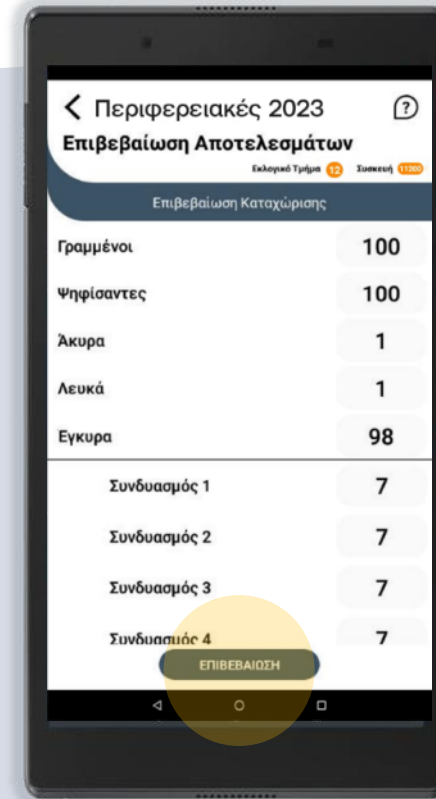 Περιφερειακές 2023 ?
Επιβεβαίωση Αποτελεσμάτων
Εκλογικό Τμήμα 12 Συσκευή 11200
Επιβεβαίωση Καταχώρισης
Γραμμένοι 100
Ψηφίσαντες 100
Άκυρα 1
Λευκά 1
Εγκυρα 98
Συνδυασμός 1 7
Συνδυασμός 2 7
Συνδυασμός 3 7
Συνδυασμός 4 7
ΕΠΙΒΕΒΑΙΩΣΗ